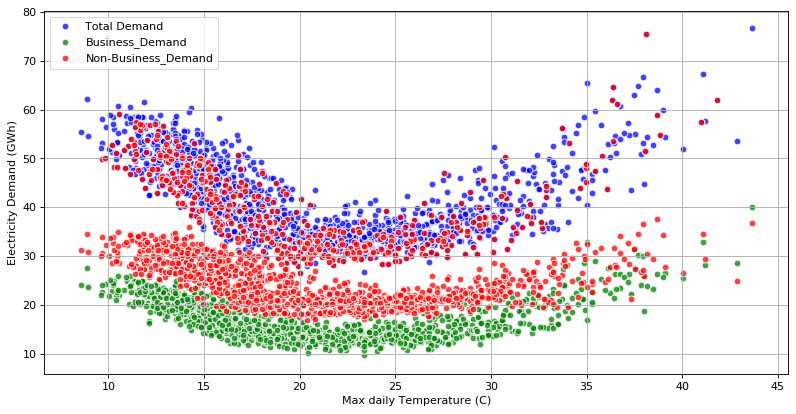 80
70
60
50
40
30
20
10
Electricity Demand (GWh)
Total Demand
Business_Demand
Non-Business_Demand
10 15 20 25 30 35 40 45
Max daily Temperature (C)